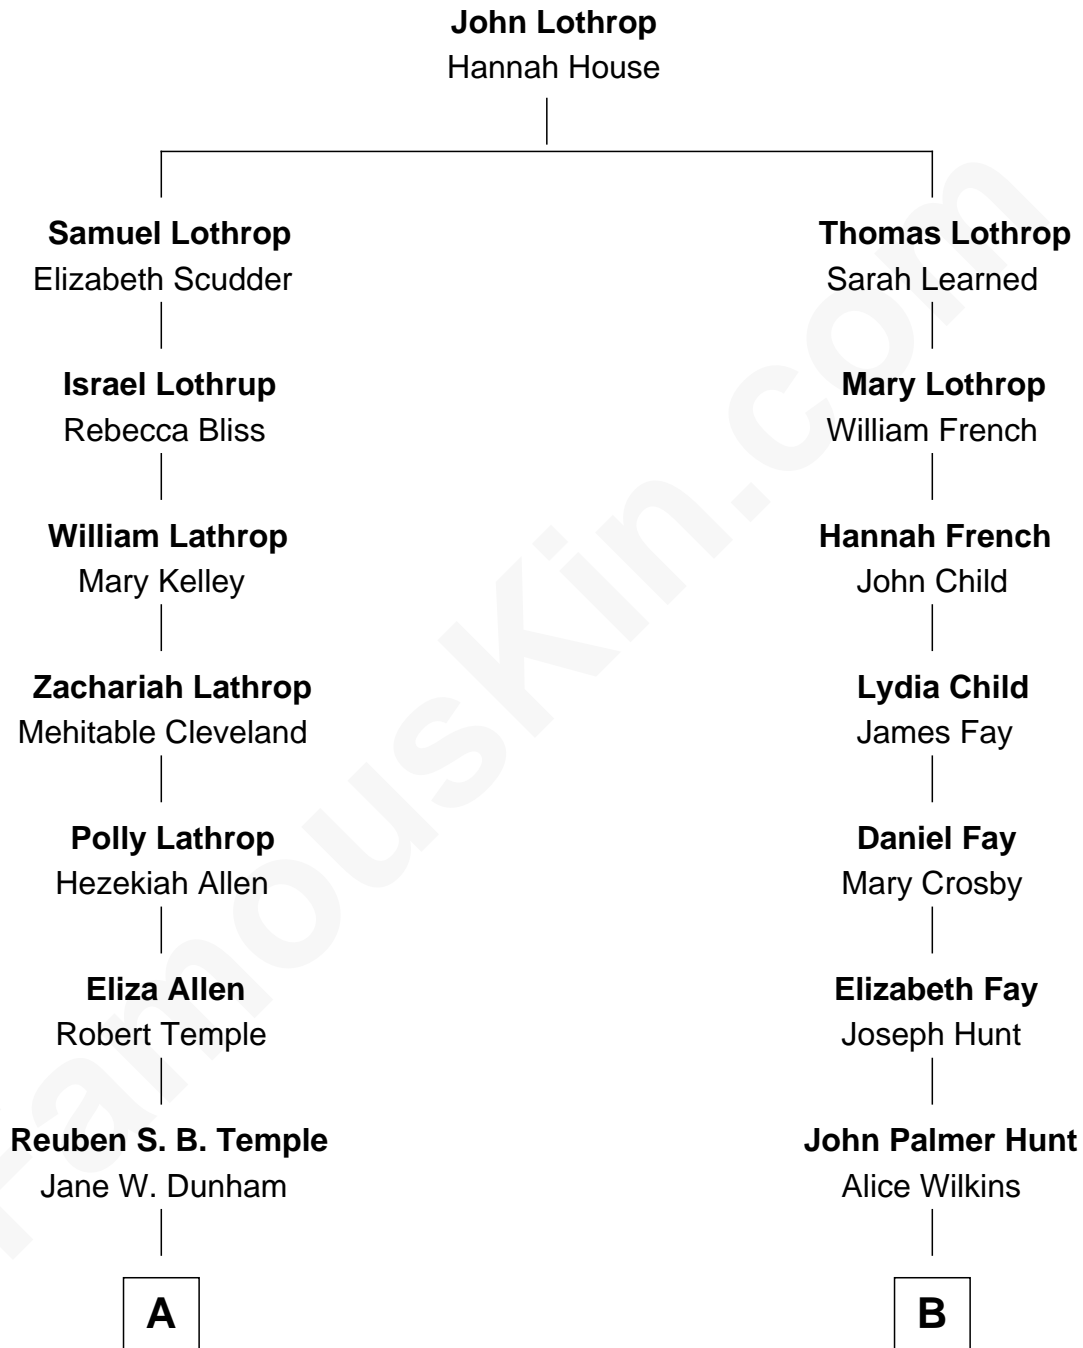 John Lothrop
Hannah House
Samuel Lothrop
Elizabeth Scudder
Thomas Lothrop
Sarah Learned
Israel Lothrup
Rebecca Bliss
Mary Lothrop
William French
William Lathrop
Mary Kelley
Hannah French
John Child
Zachariah Lathrop
Mehitable Cleveland
Lydia Child
James Fay
Polly Lathrop
Hezekiah Allen
Daniel Fay
Mary Crosby
Eliza Allen
Robert Temple
Elizabeth Fay
Joseph Hunt
Reuben S. B. Temple
Jane W. Dunham
John Palmer Hunt
Alice Wilkins
A
B
FamousKin.com